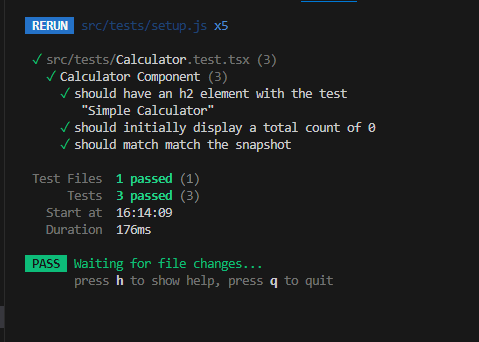 RERUN src/tests/setup.js x5
✓ src/tests/Calculator.test.tsx (3)
✓ Calculator Component (3)
✓ should have an h2 element with the test
"Simple Calculator"
✓ should initially display a total count of 0
✓ should match match the snapshot
Test Files 1 passed (1)
Tests 3 passed (3)
Start at 16:14:09
Duration 176ms
PASS Waiting for file changes...
press h to show help, press q to quit